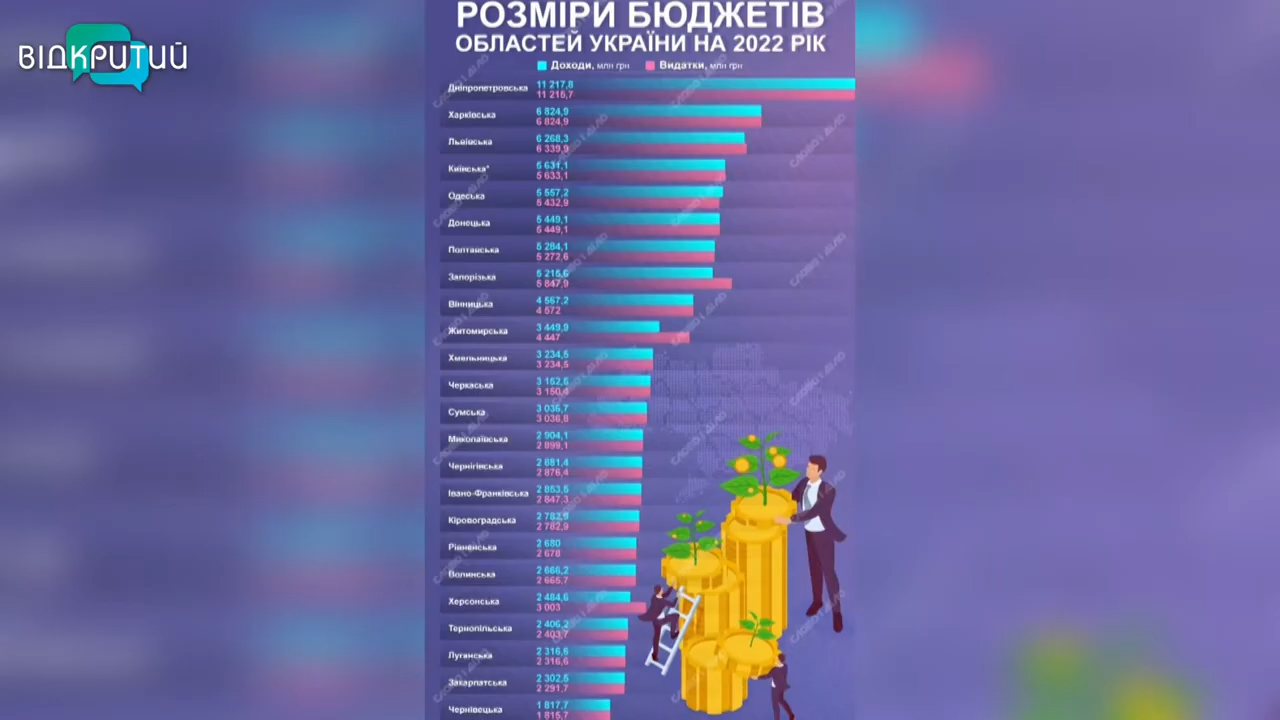 ВІДКРИТИЙ
РОЗМІРИ БЮДЖЕТІВ
ОБЛАСТЕЙ УКРАЇНИ НА 2022 РІК
Доходи, млн грн Видатки, млн грн
Дніпропетровська 11 217,8
11 215,7
Харківська 6 824,9
6 824,9
Львівська 6 268,3
6 339,9
Київська* 5 631,1
5 633,1
Одеська 5 557,2
5 432,9
Донецька 5 449,1
5 449,1
Полтавська 5 284,1
5 272,6
Запорізька 5 215,6
5 847,9
Вінницька 4 567,2
4 572
Житомирська 3 449,9
4 447
Хмельницька 3 234,5
3 234,5
Черкаська 3 152,6
3 150,4
Сумська 3 036,7
3 036,8
Миколаївська 2 904,1
2 899,1
Чернігівська 2 881,4
2 876,4
Івано-Франківська 2 853,5
2 847,3
Кіровоградська 2 782,9
2 782,9
Рівненська 2 680
2 678
Волинська 2 666,2
2 665,7
Херсонська 2 484,6
3 003
Тернопільська 2 406,2
2 403,7
Луганська 2 316,6
2 316,6
Закарпатська 2 302,5
2 291,7
Чернівецька 1 817,7
1 815,7